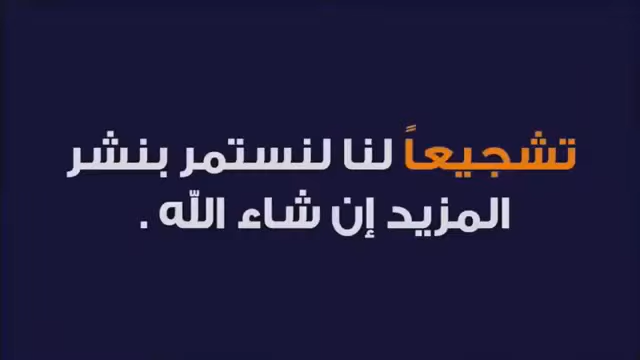 تشجيعاً لنا لنستمر بنشر
المزيد إن شاء الله .